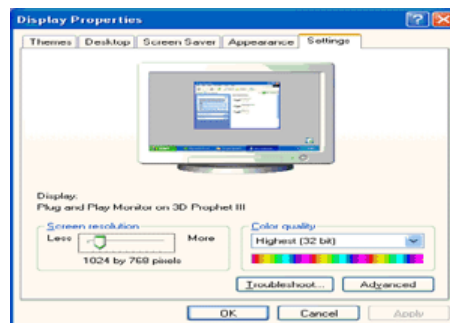 Display Properties
Themes Desktop Screen Saver Appearance Settings
Display:
Plug and Play Monitor on 3D Prophet III
Screen resolution
Less More
1024 by 768 pixels
Color quality
Highest (32 bit)
Troubleshoot... Advanced
OK Cancel Apply